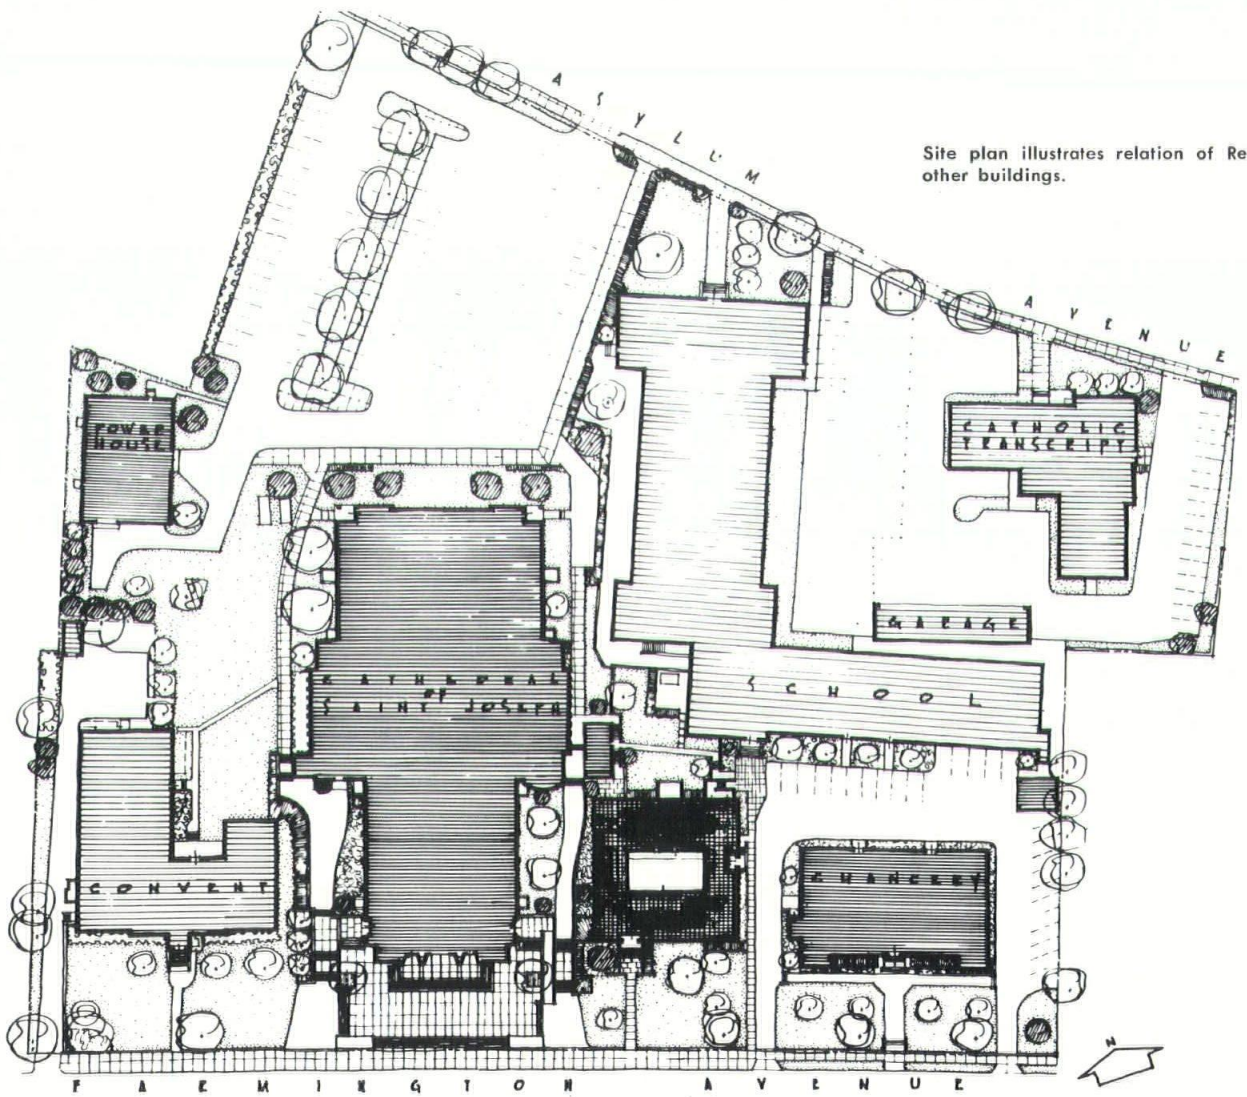 ASYLUM AVENUE
Site plan illustrates relation of Re
other buildings.
POWER
HOUSE
CATHOLIC
TRANSCRIPT
GARAGE
CATHEDRAL
OF
SAINT JOSEPH
SCHOOL
CONVENT
CHANCERY
N
FARMINGTON AVENUE